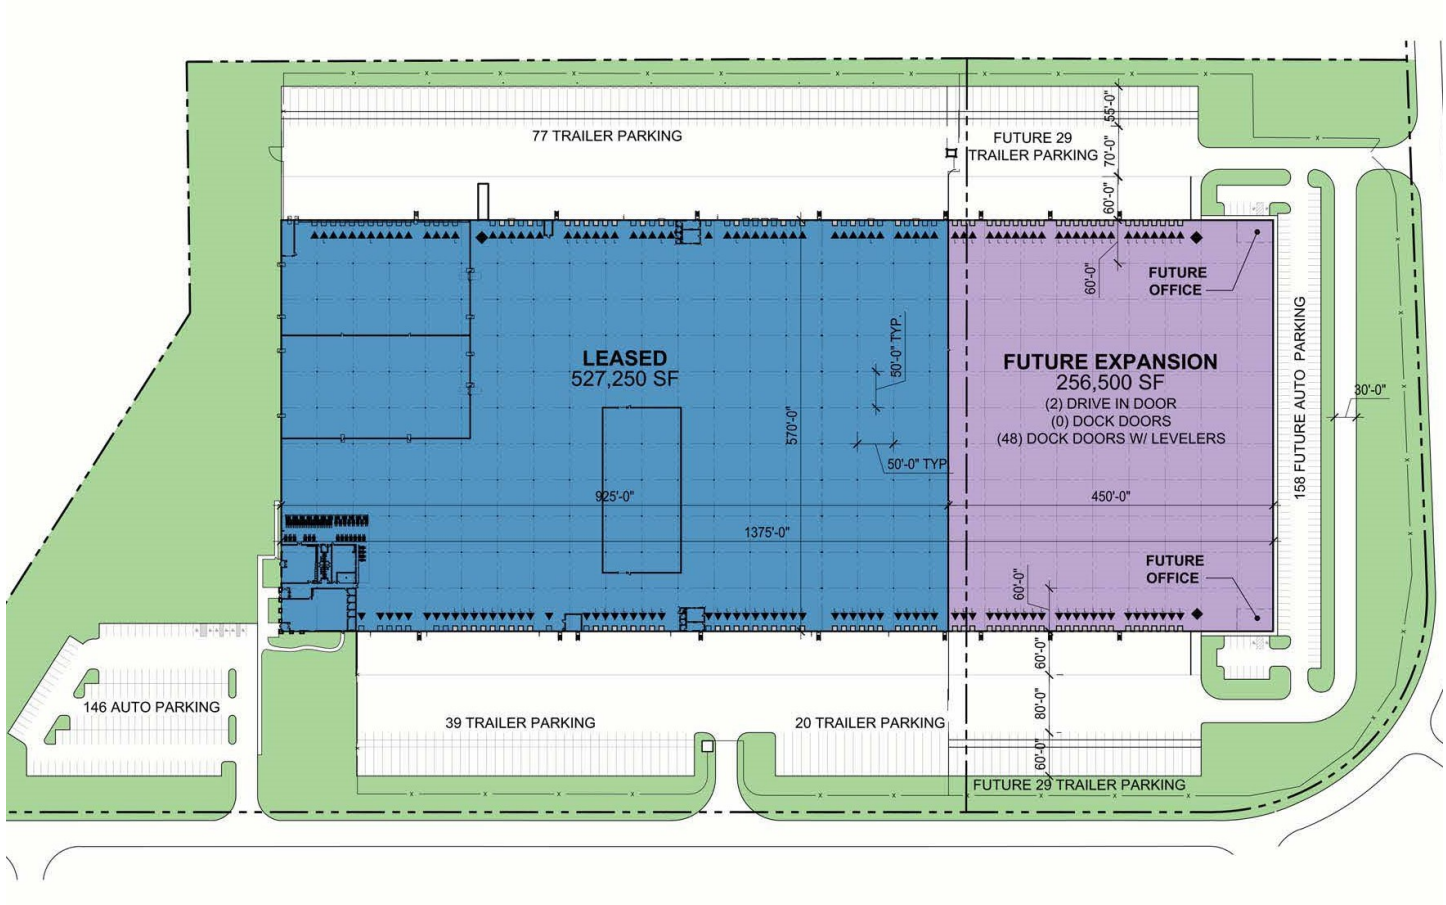 77 TRAILER PARKING
FUTURE 29
TRAILER PARKING
55'-0"
70'-0"
60'-0"
60'-0"
FUTURE
OFFICE
50'-0" TYP.
LEASED
527,250 SF
FUTURE EXPANSION
256,500 SF
(2) DRIVE IN DOOR
(0) DOCK DOORS
(48) DOCK DOORS W/ LEVELERS
158 FUTURE AUTO PARKING
30'-0"
570'-0"
50'-0" TYP
925'-0"
450'-0"
1375'-0"
FUTURE
OFFICE
60'-0"
60'-0"
80'-0"
60'-0"
146 AUTO PARKING
39 TRAILER PARKING
20 TRAILER PARKING
FUTURE 29 TRAILER PARKING